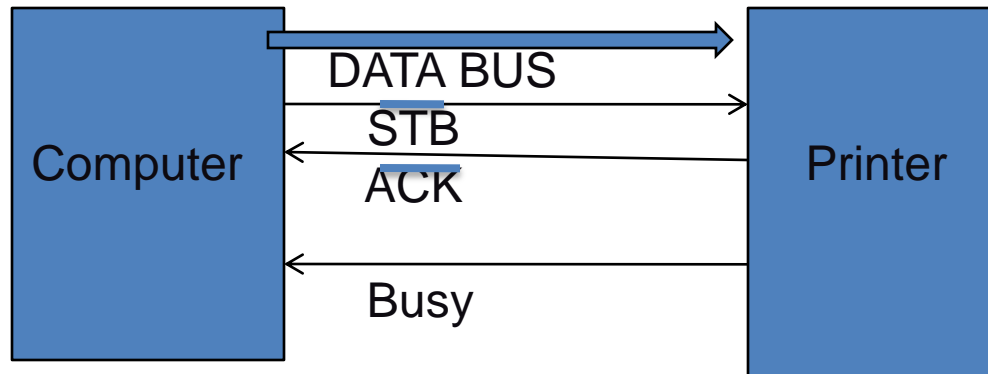 DATA BUS
STB
Computer
Printer
ACK
Busy